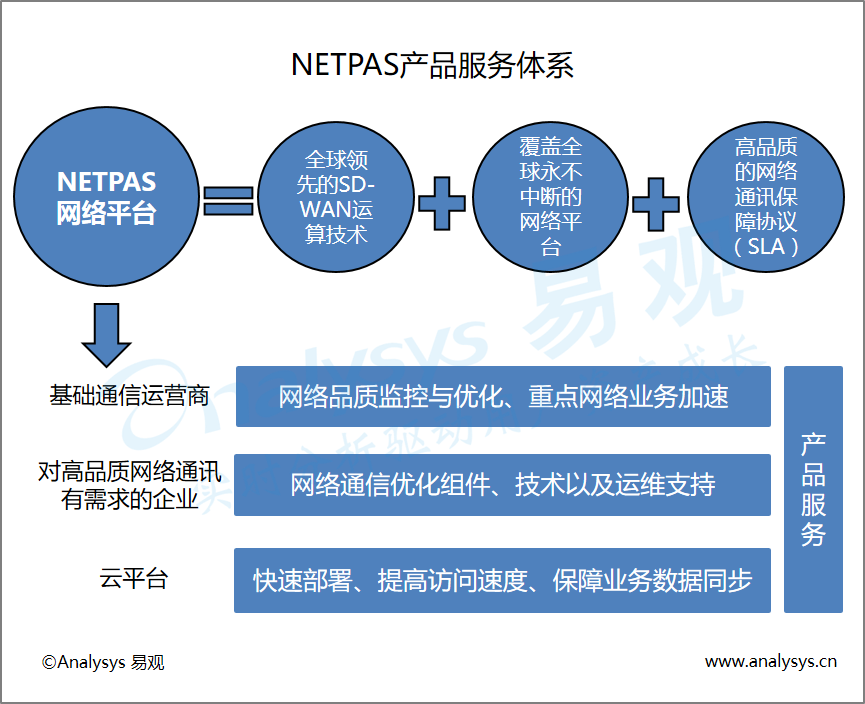 NETPAS产品服务体系
NETPAS
网络平台
全球领
先的SD-
WAN运
算技术
覆盖全
球永不
中断的
网络平
台
高品质
的网络
通讯保
障协议
（SLA）
基础通信运营商
网络品质监控与优化、重点网络业务加速
对高品质网络通讯
有需求的企业
网络通信优化组件、技术以及运维支持
云平台
快速部署、提高访问速度、保障业务数据同步
产
品
服
务
Analysys 易观
©Analysys 易观
www.analysys.cn